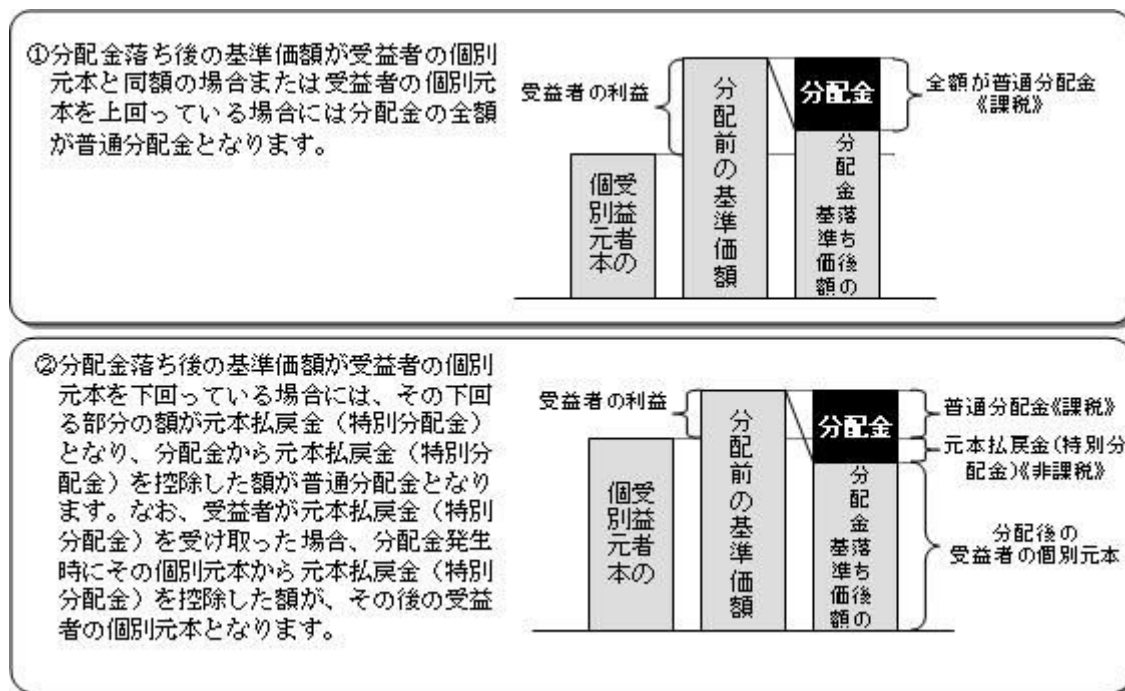 ①分配金落ち後の基準価額が受益者の個別
元本と同額の場合または受益者の個別元
本を上回っている場合には分配金の全額
が普通分配金となります。
受益者の利益
受益者の
個別元本
分配前の基準価額
分配金
分配金落ち後の
基準価額
全額が普通分配金
《課税》
②分配金落ち後の基準価額が受益者の個別
元本を下回っている場合には、その下回
る部分の額が元本払戻金（特別分配金）
となり、分配金から元本払戻金（特別分
配金）を控除した額が普通分配金となり
ます。なお、受益者が元本払戻金（特別
分配金）を受け取った場合、分配金発生
時にその個別元本から元本払戻金（特別
分配金）を控除した額が、その後の受益
者の個別元本となります。
受益者の利益
受益者の
個別元本
分配前の基準価額
分配金
分配金落ち後の
基準価額
普通分配金《課税》
元本払戻金(特別分
配金)《非課税》
分配後の
受益者の個別元本